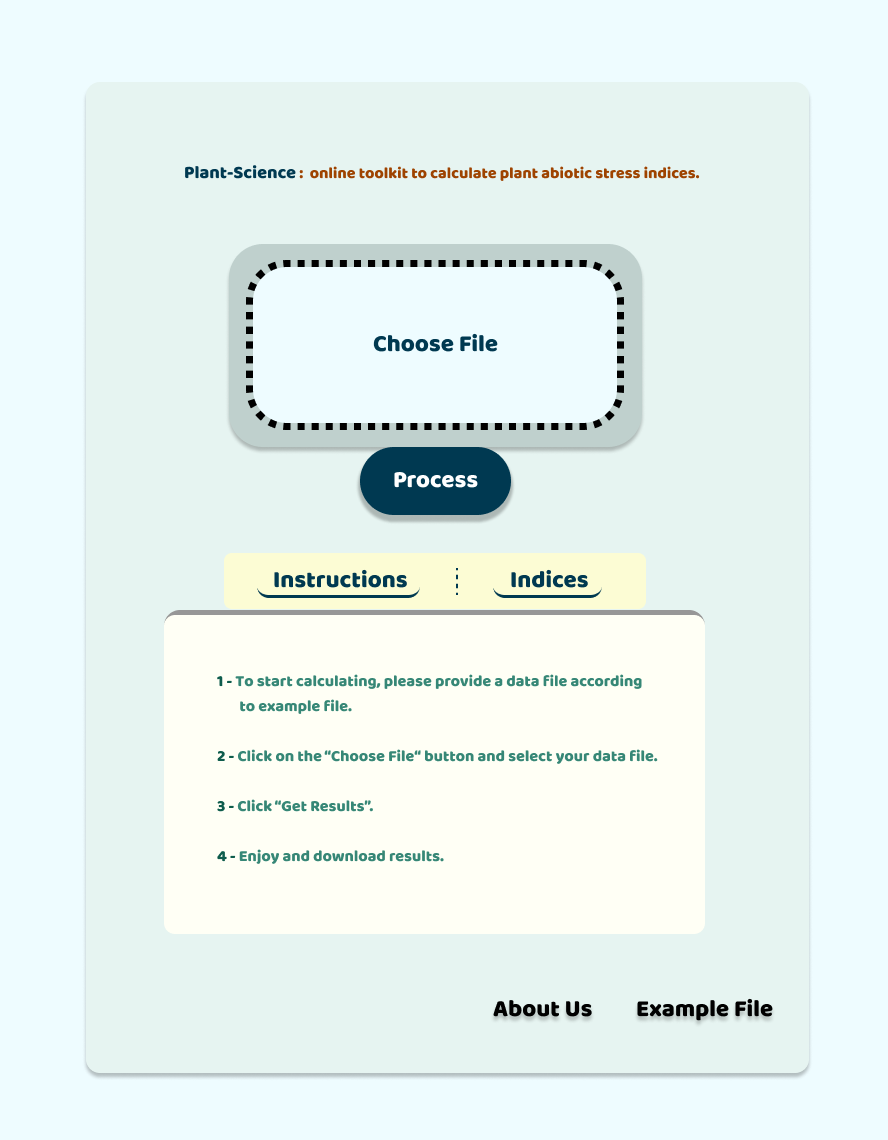 Plant-Science : online toolkit to calculate plant abiotic stress indices.
Choose File
Process
Instructions
Indices
1 - To start calculating, please provide a data file according
to example file.
2 - Click on the “Choose File“ button and select your data file.
3 - Click “Get Results”.
4 - Enjoy and download results.
About Us
Example File